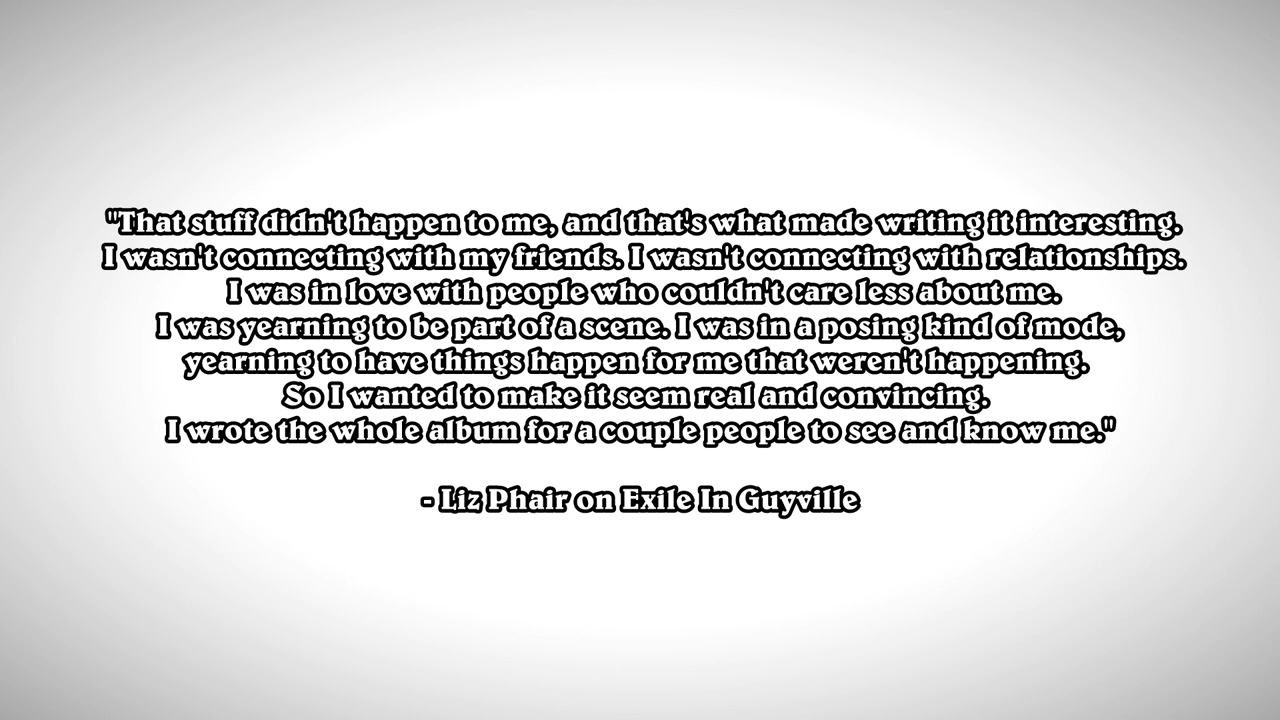 "That stuff didn't happen to me, and that's what made writing it interesting.
I wasn't connecting with my friends. I wasn't connecting with relationships.
I was in love with people who couldn't care less about me.
I was yearning to be part of a scene. I was in a posing kind of mode,
yearning to have things happen for me that weren't happening.
So I wanted to make it seem real and convincing.
I wrote the whole album for a couple people to see and know me."
- Liz Phair on Exile In Guyville